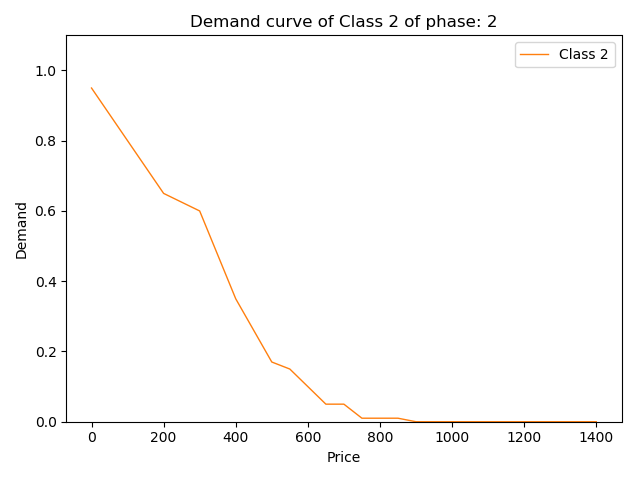 Demand curve of Class 2 of phase: 2
Class 2
1.0
0.8
0.6
0.4
0.2
0.0
Demand
0 200 400 600 800 1000 1200 1400
Price